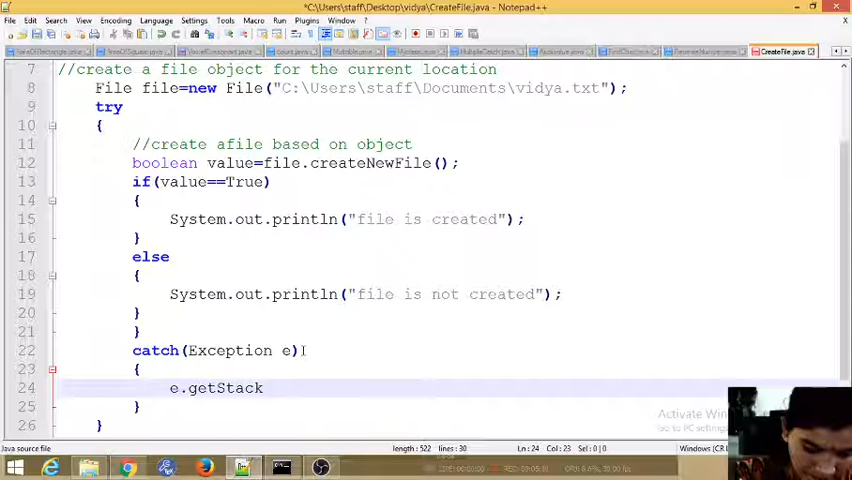 *C:\Users\staff\Desktop\vidya\CreateFile.java - Notepad++
File Edit Search View Encoding Language Settings Tools Macro Run Plugins Window ?
CreateFile.java
7 //create a file object for the current location
8 File file=new File("C:\Users\staff\Documents\vidya.txt");
9 try
10 {
11 //create afile based on object
12 boolean value=file.createNewFile();
13 if(value==True)
14 {
15 System.out.println("file is created");
16 }
17 else
18 {
19 System.out.println("file is not created");
20 }
21 }
22 catch(Exception e)
23 {
24 e.getStack
25 }
26 }
Activate Win
Go to PC settings
Java source file length : 522 lines : 30 Ln : 24 Col : 23 Sel : 0 | 0 Windows (CR L